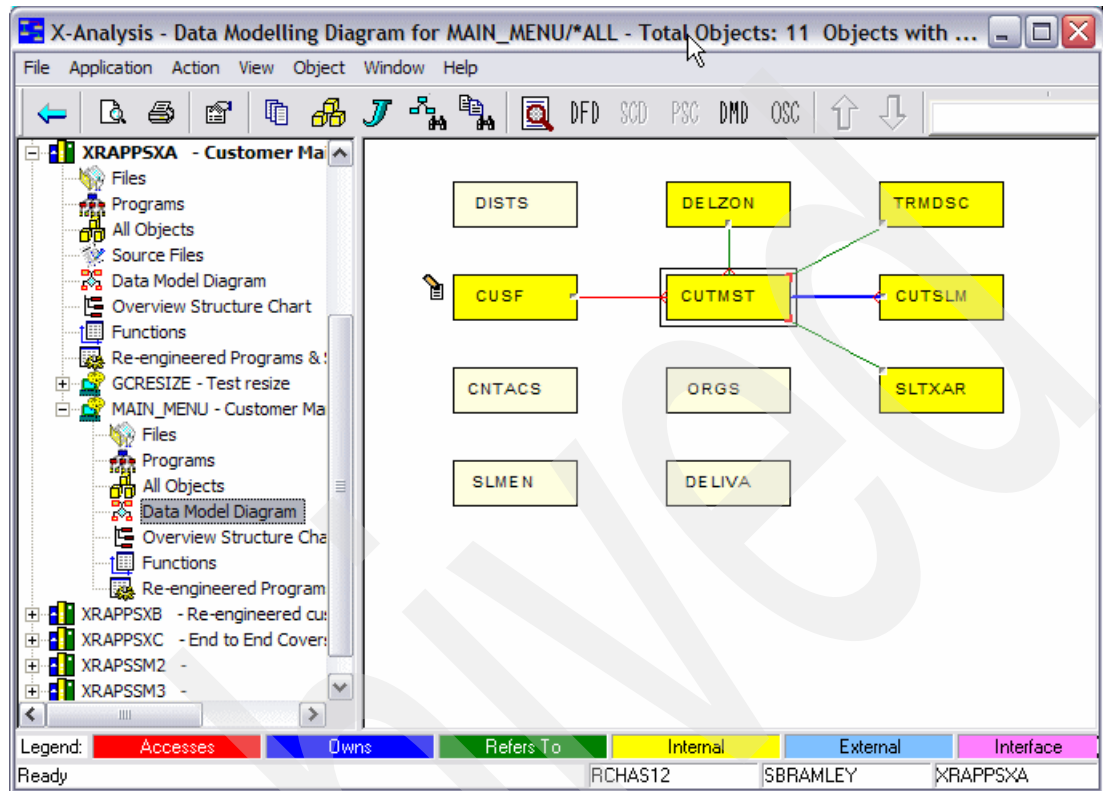 X-Analysis - Data Modelling Diagram for MAIN_MENU/*ALL - Total Objects: 11 Objects with ...
File Application Action View Object Window Help
DFD SCD PSC DMD OSC
XRAPPSXA - Customer Ma
Files
Programs
All Objects
Source Files
Data Model Diagram
Overview Structure Chart
Functions
Re-engineered Programs &
GCRESIZE - Test resize
MAIN_MENU - Customer Ma
Files
Programs
All Objects
Data Model Diagram
Overview Structure Cha
Functions
Re-engineered Program
XRAPPSXB - Re-engineered cu
XRAPPSXC - End to End Cover
XRAPSSM2 -
XRAPSSM3 -
DISTS DELZON TRMDSC
CUSF CUTMST CUTSLM
CNTACS ORGS SLTXAR
SLMEN DELIVA
Legend: Accesses Owns Refers To Internal External Interface
Ready RCHAS12 SBRAMLEY XRAPPSXA